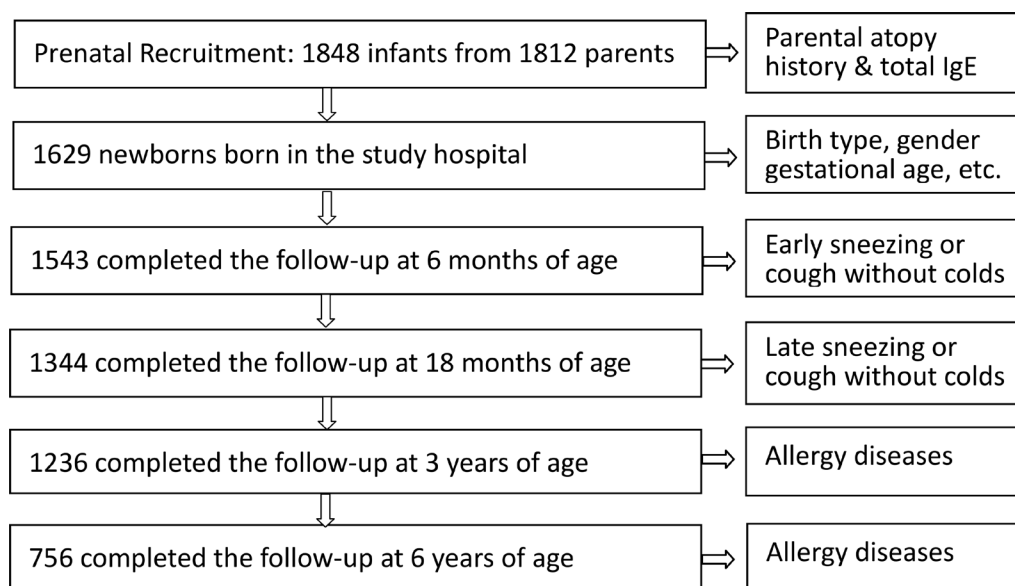 Prenatal Recruitment: 1848 infants from 1812 parents
Parental atopy
history & total IgE
1629 newborns born in the study hospital
Birth type, gender
gestational age, etc.
1543 completed the follow-up at 6 months of age
Early sneezing or
cough without colds
1344 completed the follow-up at 18 months of age
Late sneezing or
cough without colds
1236 completed the follow-up at 3 years of age
Allergy diseases
756 completed the follow-up at 6 years of age
Allergy diseases